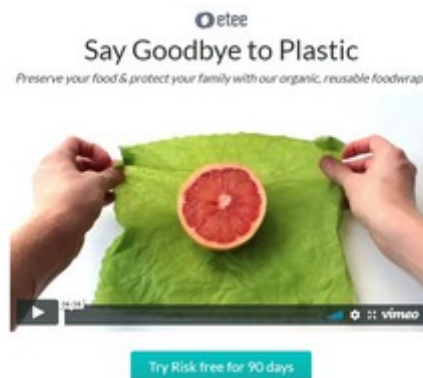 etee
Say Goodbye to Plastic
Preserve your food & protect your family with our organic, reusable foodwrap
vimeo
Try Risk free for 90 days